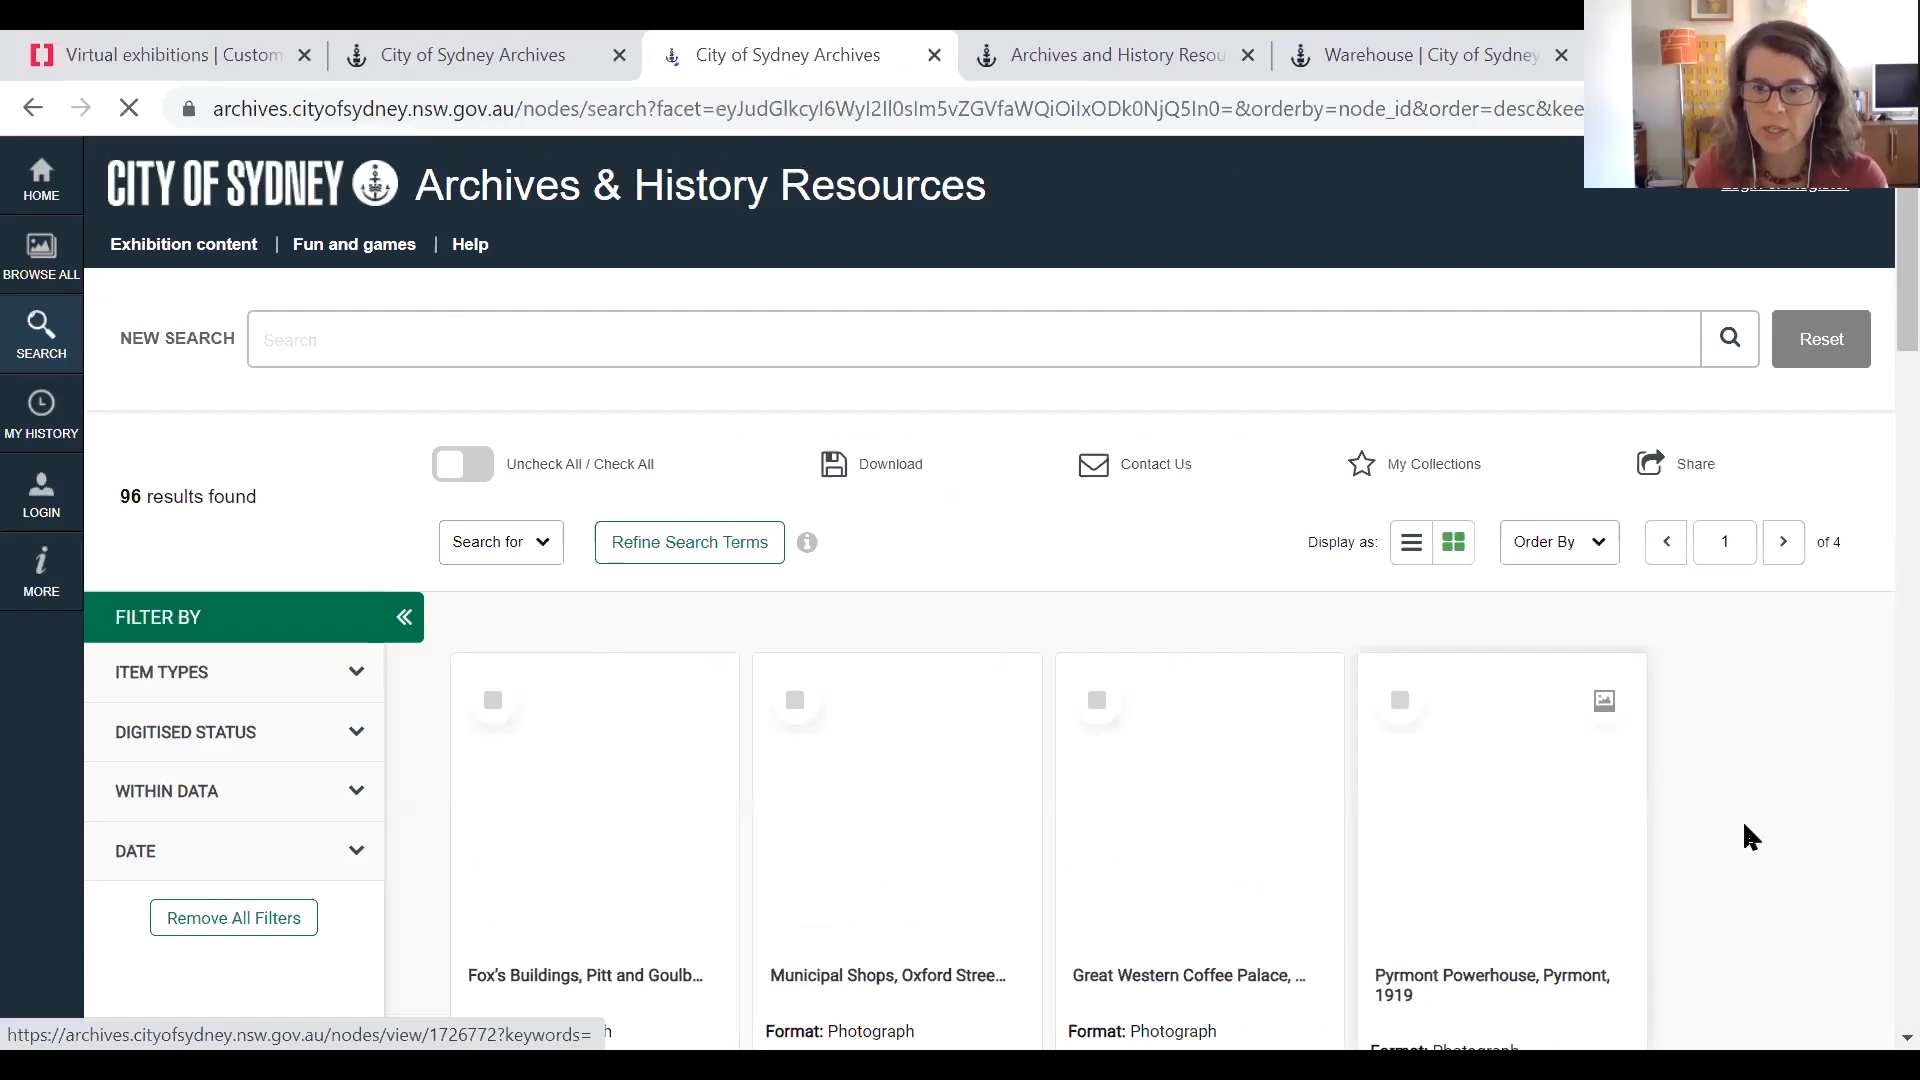 Virtual exhibitions | Custom
City of Sydney Archives
City of Sydney Archives
Archives and History Resou
Warehouse | City of Sydney
archives.cityofsydney.nsw.gov.au/nodes/search?facet=eyJudGlkcyI6WyI2Il0sIm5vZGVfaWQiOiIxODk0NjQ5In0=&orderby=node_id&order=desc&kee
HOME
CITY OF SYDNEY Archives & History Resources
Login or Register
Exhibition content | Fun and games | Help
BROWSE ALL
SEARCH
NEW SEARCH
Search
Reset
MY HISTORY
Uncheck All / Check All
Download
Contact Us
My Collections
Share
96 results found
LOGIN
Search for
Refine Search Terms
Display as:
Order By
1
of 4
MORE
FILTER BY
ITEM TYPES
DIGITISED STATUS
WITHIN DATA
DATE
Remove All Filters
Fox's Buildings, Pitt and Goulb...
Municipal Shops, Oxford Stree...
Great Western Coffee Palace, ...
Pyrmont Powerhouse, Pyrmont,
1919
Format: Photograph
Format: Photograph
Format: Photograph
https://archives.cityofsydney.nsw.gov.au/nodes/view/1726772?keywords=
h